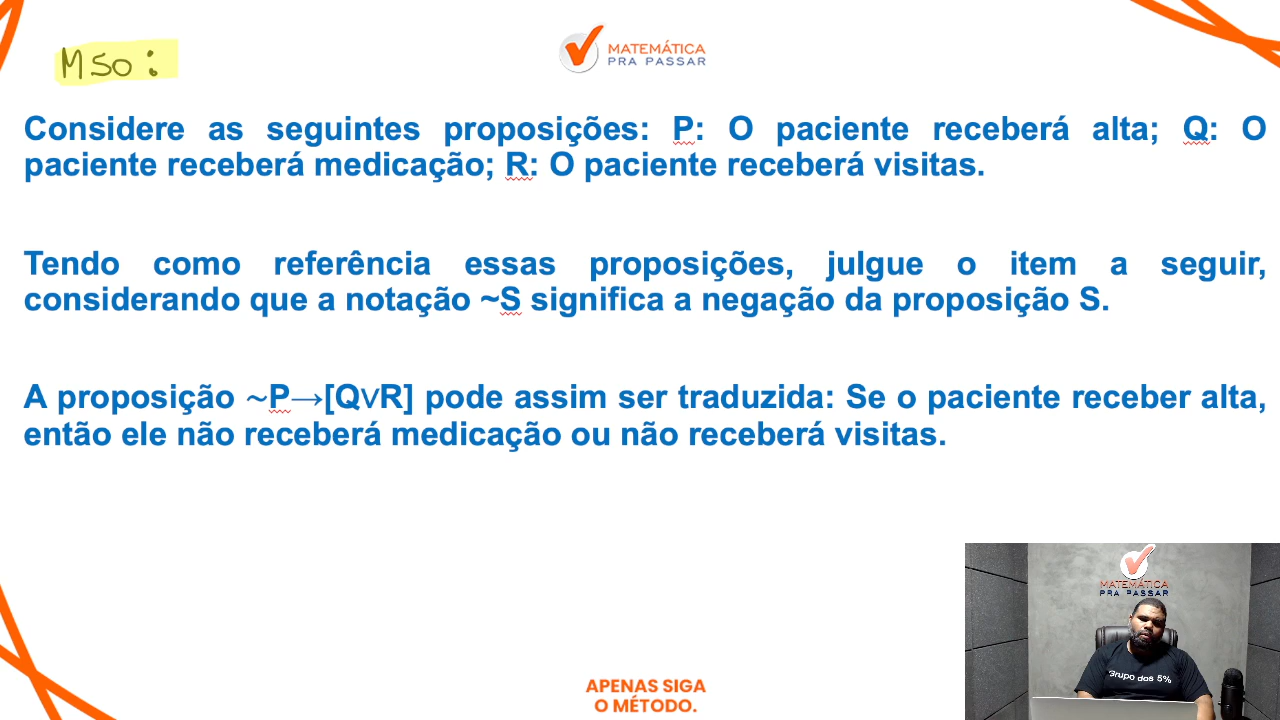 MSO:
MATEMÁTICA
PRA PASSAR
Considere as seguintes proposições: P: O paciente receberá alta; Q: O
paciente receberá medicação; R: O paciente receberá visitas.
Tendo como referência essas proposições, julgue o item a seguir,
considerando que a notação ~S significa a negação da proposição S.
A proposição ~P→[Q∨R] pode assim ser traduzida: Se o paciente receber alta,
então ele não receberá medicação ou não receberá visitas.
MATEMÁTICA
PRA PASSAR
Grupo dos 5%
APENAS SIGA
O MÉTODO.